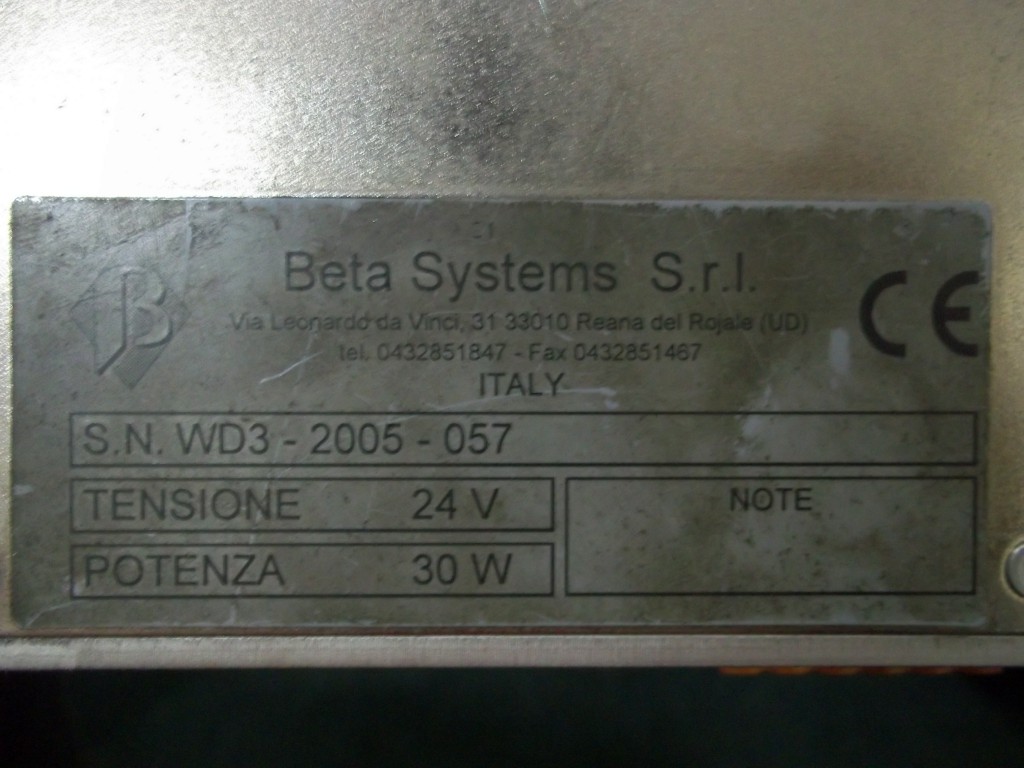 Beta Systems S.r.l.
Via Leonardo da Vinci, 31 33010 Reana del Rojale (UD)
tel. 0432851847 - Fax 0432851467
ITALY
CE
S.N. WD3 - 2005 - 057
TENSIONE 24 V
NOTE
POTENZA 30 W